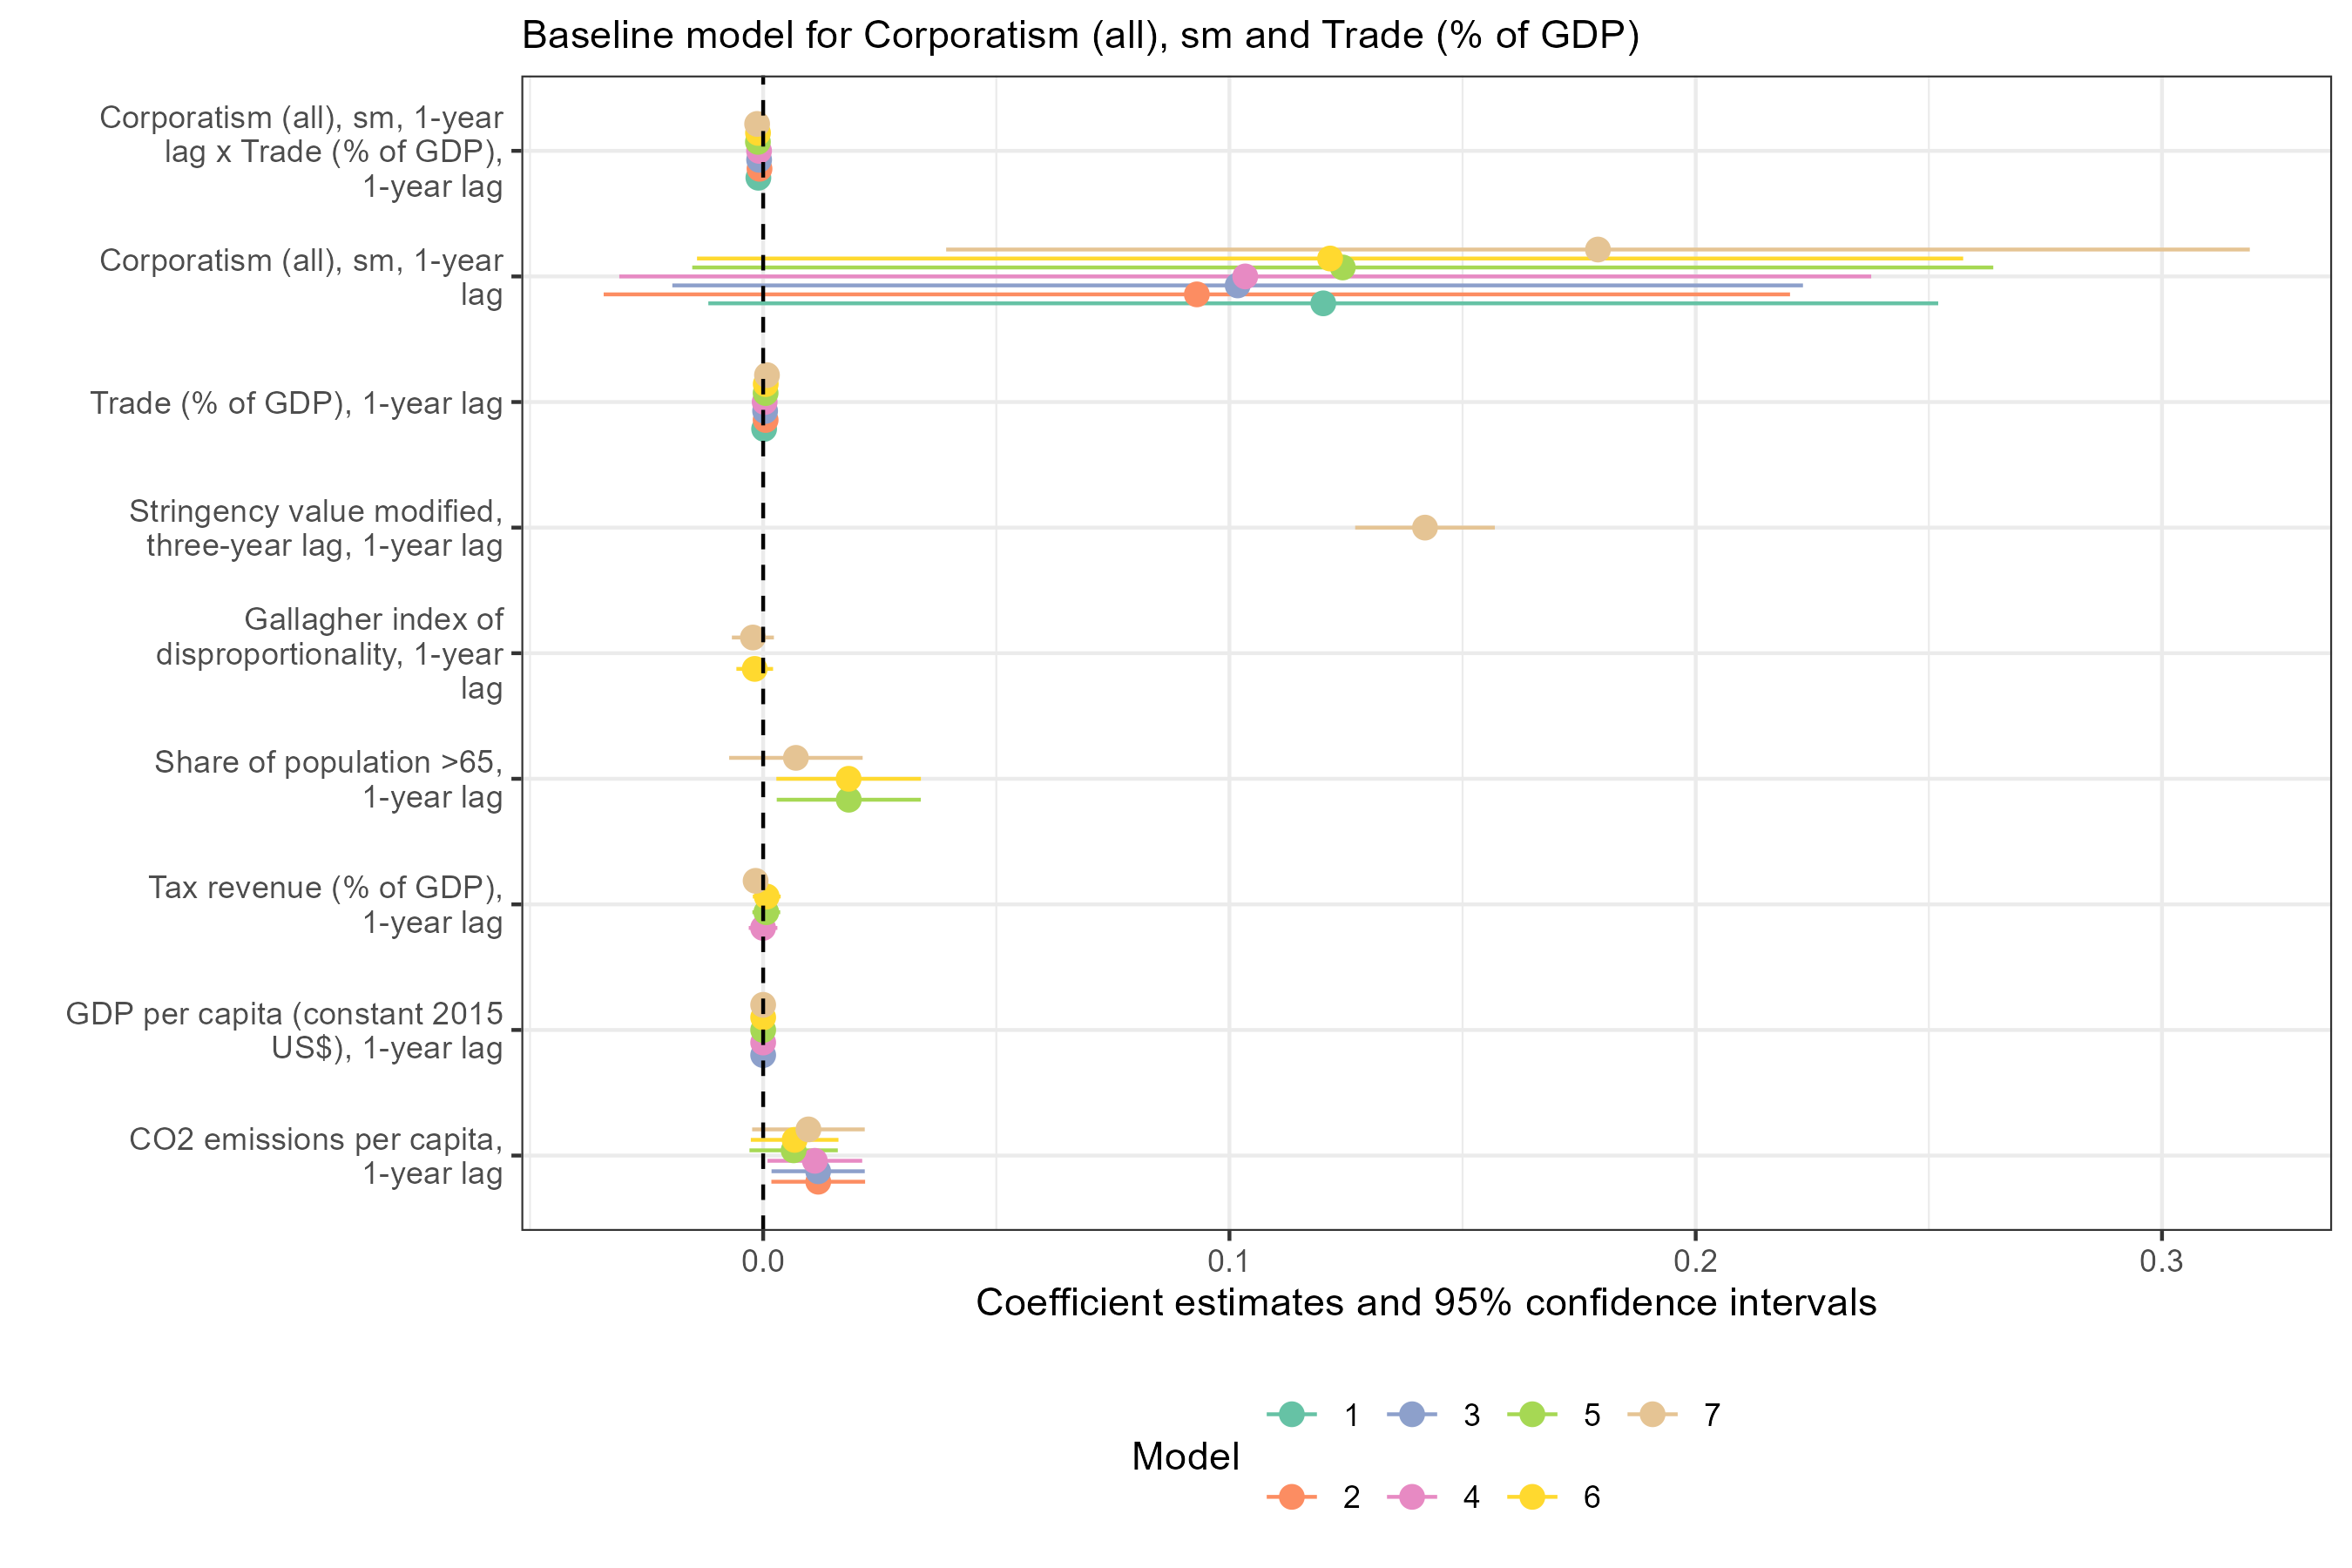 Baseline model for Corporatism (all), sm and Trade (% of GDP)
Corporatism (all), sm, 1-year
lag x Trade (% of GDP),
1-year lag
Corporatism (all), sm, 1-year
lag
Trade (% of GDP), 1-year lag
Stringency value modified,
three-year lag, 1-year lag
Gallagher index of
disproportionality, 1-year
lag
Share of population >65,
1-year lag
Tax revenue (% of GDP),
1-year lag
GDP per capita (constant 2015
US$), 1-year lag
CO2 emissions per capita,
1-year lag
0.0 0.1 0.2 0.3
Coefficient estimates and 95% confidence intervals
Model
1 3 5 7
2 4 6